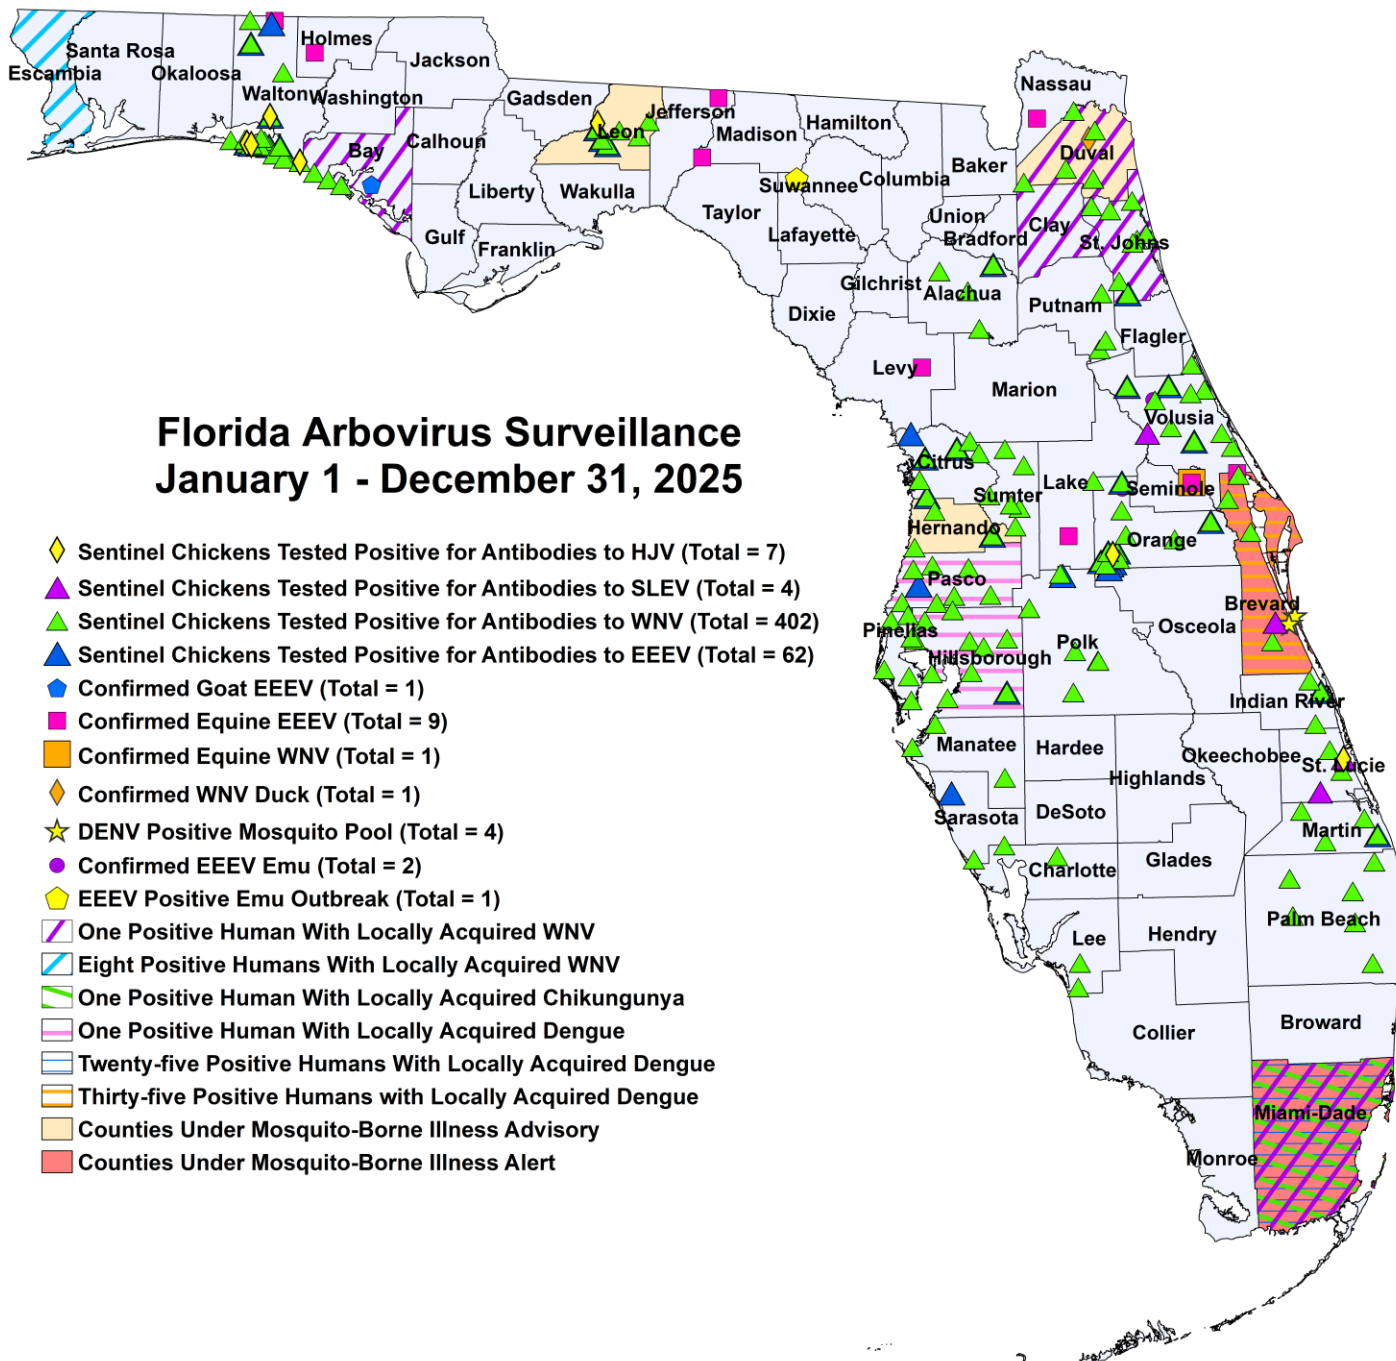 Nassau
Holmes
Santa Rosa
Jackson
Escambia
Okaloosa
Walton
Washington
Gadsden
Jefferson
Madison
Hamilton
Leon
Calhoun
Bay
Duval
Baker
Suwannee
Columbia
Liberty
Wakulla
Taylor
Union
Clay
Lafayette
Bradford
St. Johns
Gulf
Franklin
Gilchrist
Alachua
Putnam
Dixie
Flagler
Levy
Marion
Volusia
Florida Arbovirus Surveillance
January 1 - December 31, 2025
Citrus
Lake
Seminole
Sumter
Hernando
Orange
Pasco
Brevard
Osceola
Pinellas
Polk
Hillsborough
Indian River
Manatee
Hardee
Okeechobee
St. Lucie
Highlands
Sarasota
DeSoto
Martin
Glades
Charlotte
Palm Beach
Lee
Hendry
Broward
Collier
Miami-Dade
Monroe
Sentinel Chickens Tested Positive for Antibodies to HJV (Total = 7)
Sentinel Chickens Tested Positive for Antibodies to SLEV (Total = 4)
Sentinel Chickens Tested Positive for Antibodies to WNV (Total = 402)
Sentinel Chickens Tested Positive for Antibodies to EEEV (Total = 62)
Confirmed Goat EEEV (Total = 1)
Confirmed Equine EEEV (Total = 9)
Confirmed Equine WNV (Total = 1)
Confirmed WNV Duck (Total = 1)
DENV Positive Mosquito Pool (Total = 4)
Confirmed EEEV Emu (Total = 2)
EEEV Positive Emu Outbreak (Total = 1)
One Positive Human With Locally Acquired WNV
Eight Positive Humans With Locally Acquired WNV
One Positive Human With Locally Acquired Chikungunya
One Positive Human With Locally Acquired Dengue
Twenty-five Positive Humans With Locally Acquired Dengue
Thirty-five Positive Humans with Locally Acquired Dengue
Counties Under Mosquito-Borne Illness Advisory
Counties Under Mosquito-Borne Illness Alert